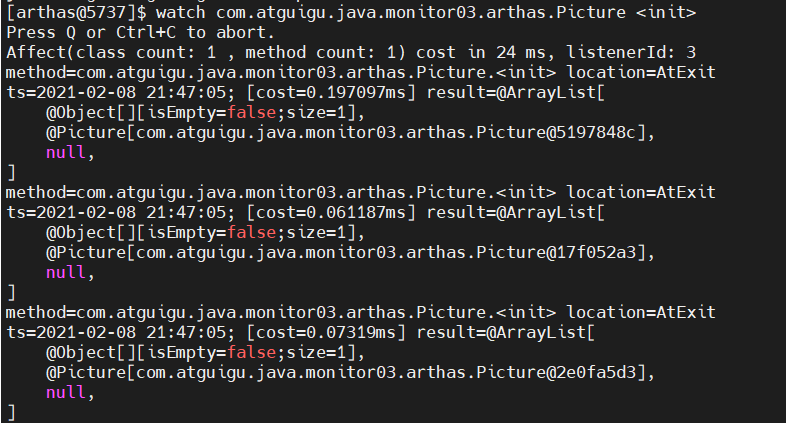 [arthas@5737]$ watch com.atguigu.java.monitor03.arthas.Picture <init>
Press Q or Ctrl+C to abort.
Affect(class count: 1 , method count: 1) cost in 24 ms, listenerId: 3
method=com.atguigu.java.monitor03.arthas.Picture.<init> location=AtExit
ts=2021-02-08 21:47:05; [cost=0.197097ms] result=@ArrayList[
    @Object[][isEmpty=false;size=1],
    @Picture[com.atguigu.java.monitor03.arthas.Picture@5197848c],
    null,
]
method=com.atguigu.java.monitor03.arthas.Picture.<init> location=AtExit
ts=2021-02-08 21:47:05; [cost=0.061187ms] result=@ArrayList[
    @Object[][isEmpty=false;size=1],
    @Picture[com.atguigu.java.monitor03.arthas.Picture@17f052a3],
    null,
]
method=com.atguigu.java.monitor03.arthas.Picture.<init> location=AtExit
ts=2021-02-08 21:47:05; [cost=0.07319ms] result=@ArrayList[
    @Object[][isEmpty=false;size=1],
    @Picture[com.atguigu.java.monitor03.arthas.Picture@2e0fa5d3],
    null,
]